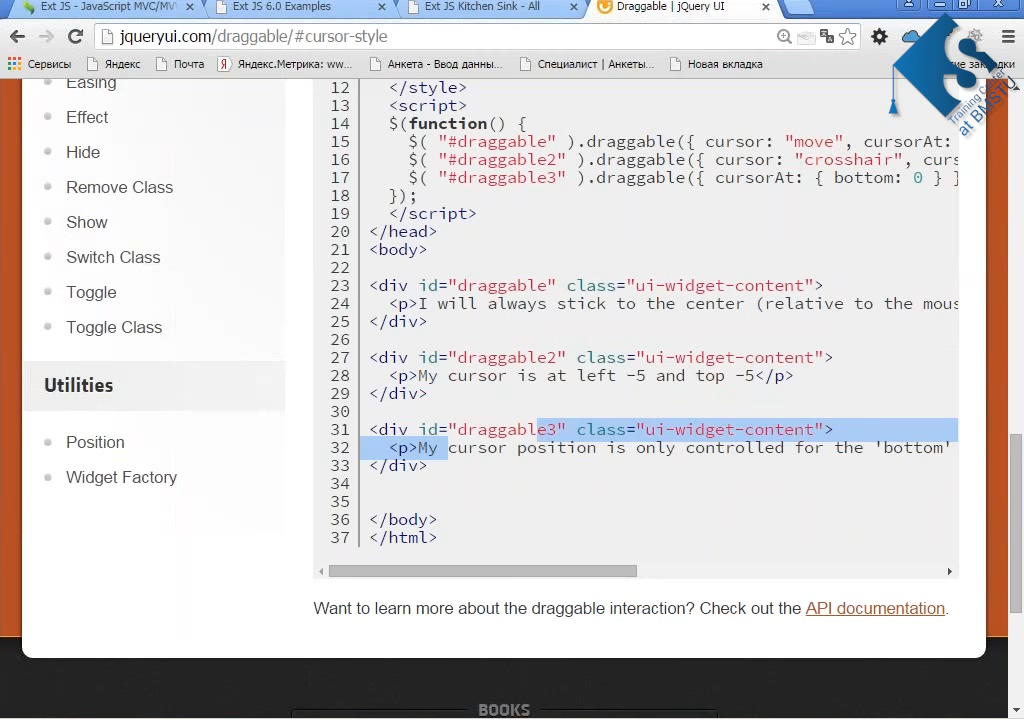 Ext JS - JavaScript MVC/MV
Ext JS 6.0 Examples
Ext JS Kitchen Sink - All
Draggable | jQuery UI
jqueryui.com/draggable/#cursor-style
Сервисы
Яндекс
Почта
Яндекс.Метрика: ww...
Анкета - Ввод данны...
Специалист | Анкеты...
Новая вкладка
Training Center
at BMSTU
Easing
Effect
Hide
Remove Class
Show
Switch Class
Toggle
Toggle Class
Utilities
Position
Widget Factory
12 </style>
13 <script>
14 $(function() {
15 $( "#draggable" ).draggable({ cursor: "move", cursorAt:
16 $( "#draggable2" ).draggable({ cursor: "crosshair", curs
17 $( "#draggable3" ).draggable({ cursorAt: { bottom: 0 } }
18 });
19 </script>
20 </head>
21 <body>
22
23 <div id="draggable" class="ui-widget-content">
24 <p>I will always stick to the center (relative to the mous
25 </div>
26
27 <div id="draggable2" class="ui-widget-content">
28 <p>My cursor is at left -5 and top -5</p>
29 </div>
30
31 <div id="draggable3" class="ui-widget-content">
32 <p>My cursor position is only controlled for the 'bottom'
33 </div>
34
35
36 </body>
37 </html>
Want to learn more about the draggable interaction? Check out the API documentation.
BOOKS